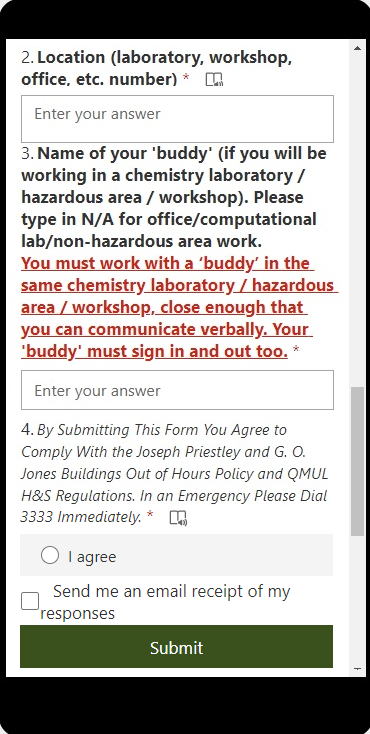 2. Location (laboratory, workshop,
office, etc. number) *
Enter your answer
3. Name of your 'buddy' (if you will be
working in a chemistry laboratory /
hazardous area / workshop). Please
type in N/A for office/computational
lab/non-hazardous area work.
You must work with a ‘buddy’ in the
same chemistry laboratory / hazardous
area / workshop, close enough that
you can communicate verbally. Your
'buddy' must sign in and out too. *
Enter your answer
4. By Submitting This Form You Agree to
Comply With the Joseph Priestley and G. O.
Jones Buildings Out of Hours Policy and QMUL
H&S Regulations. In an Emergency Please Dial
3333 Immediately. *
I agree
Send me an email receipt of my
responses
Submit